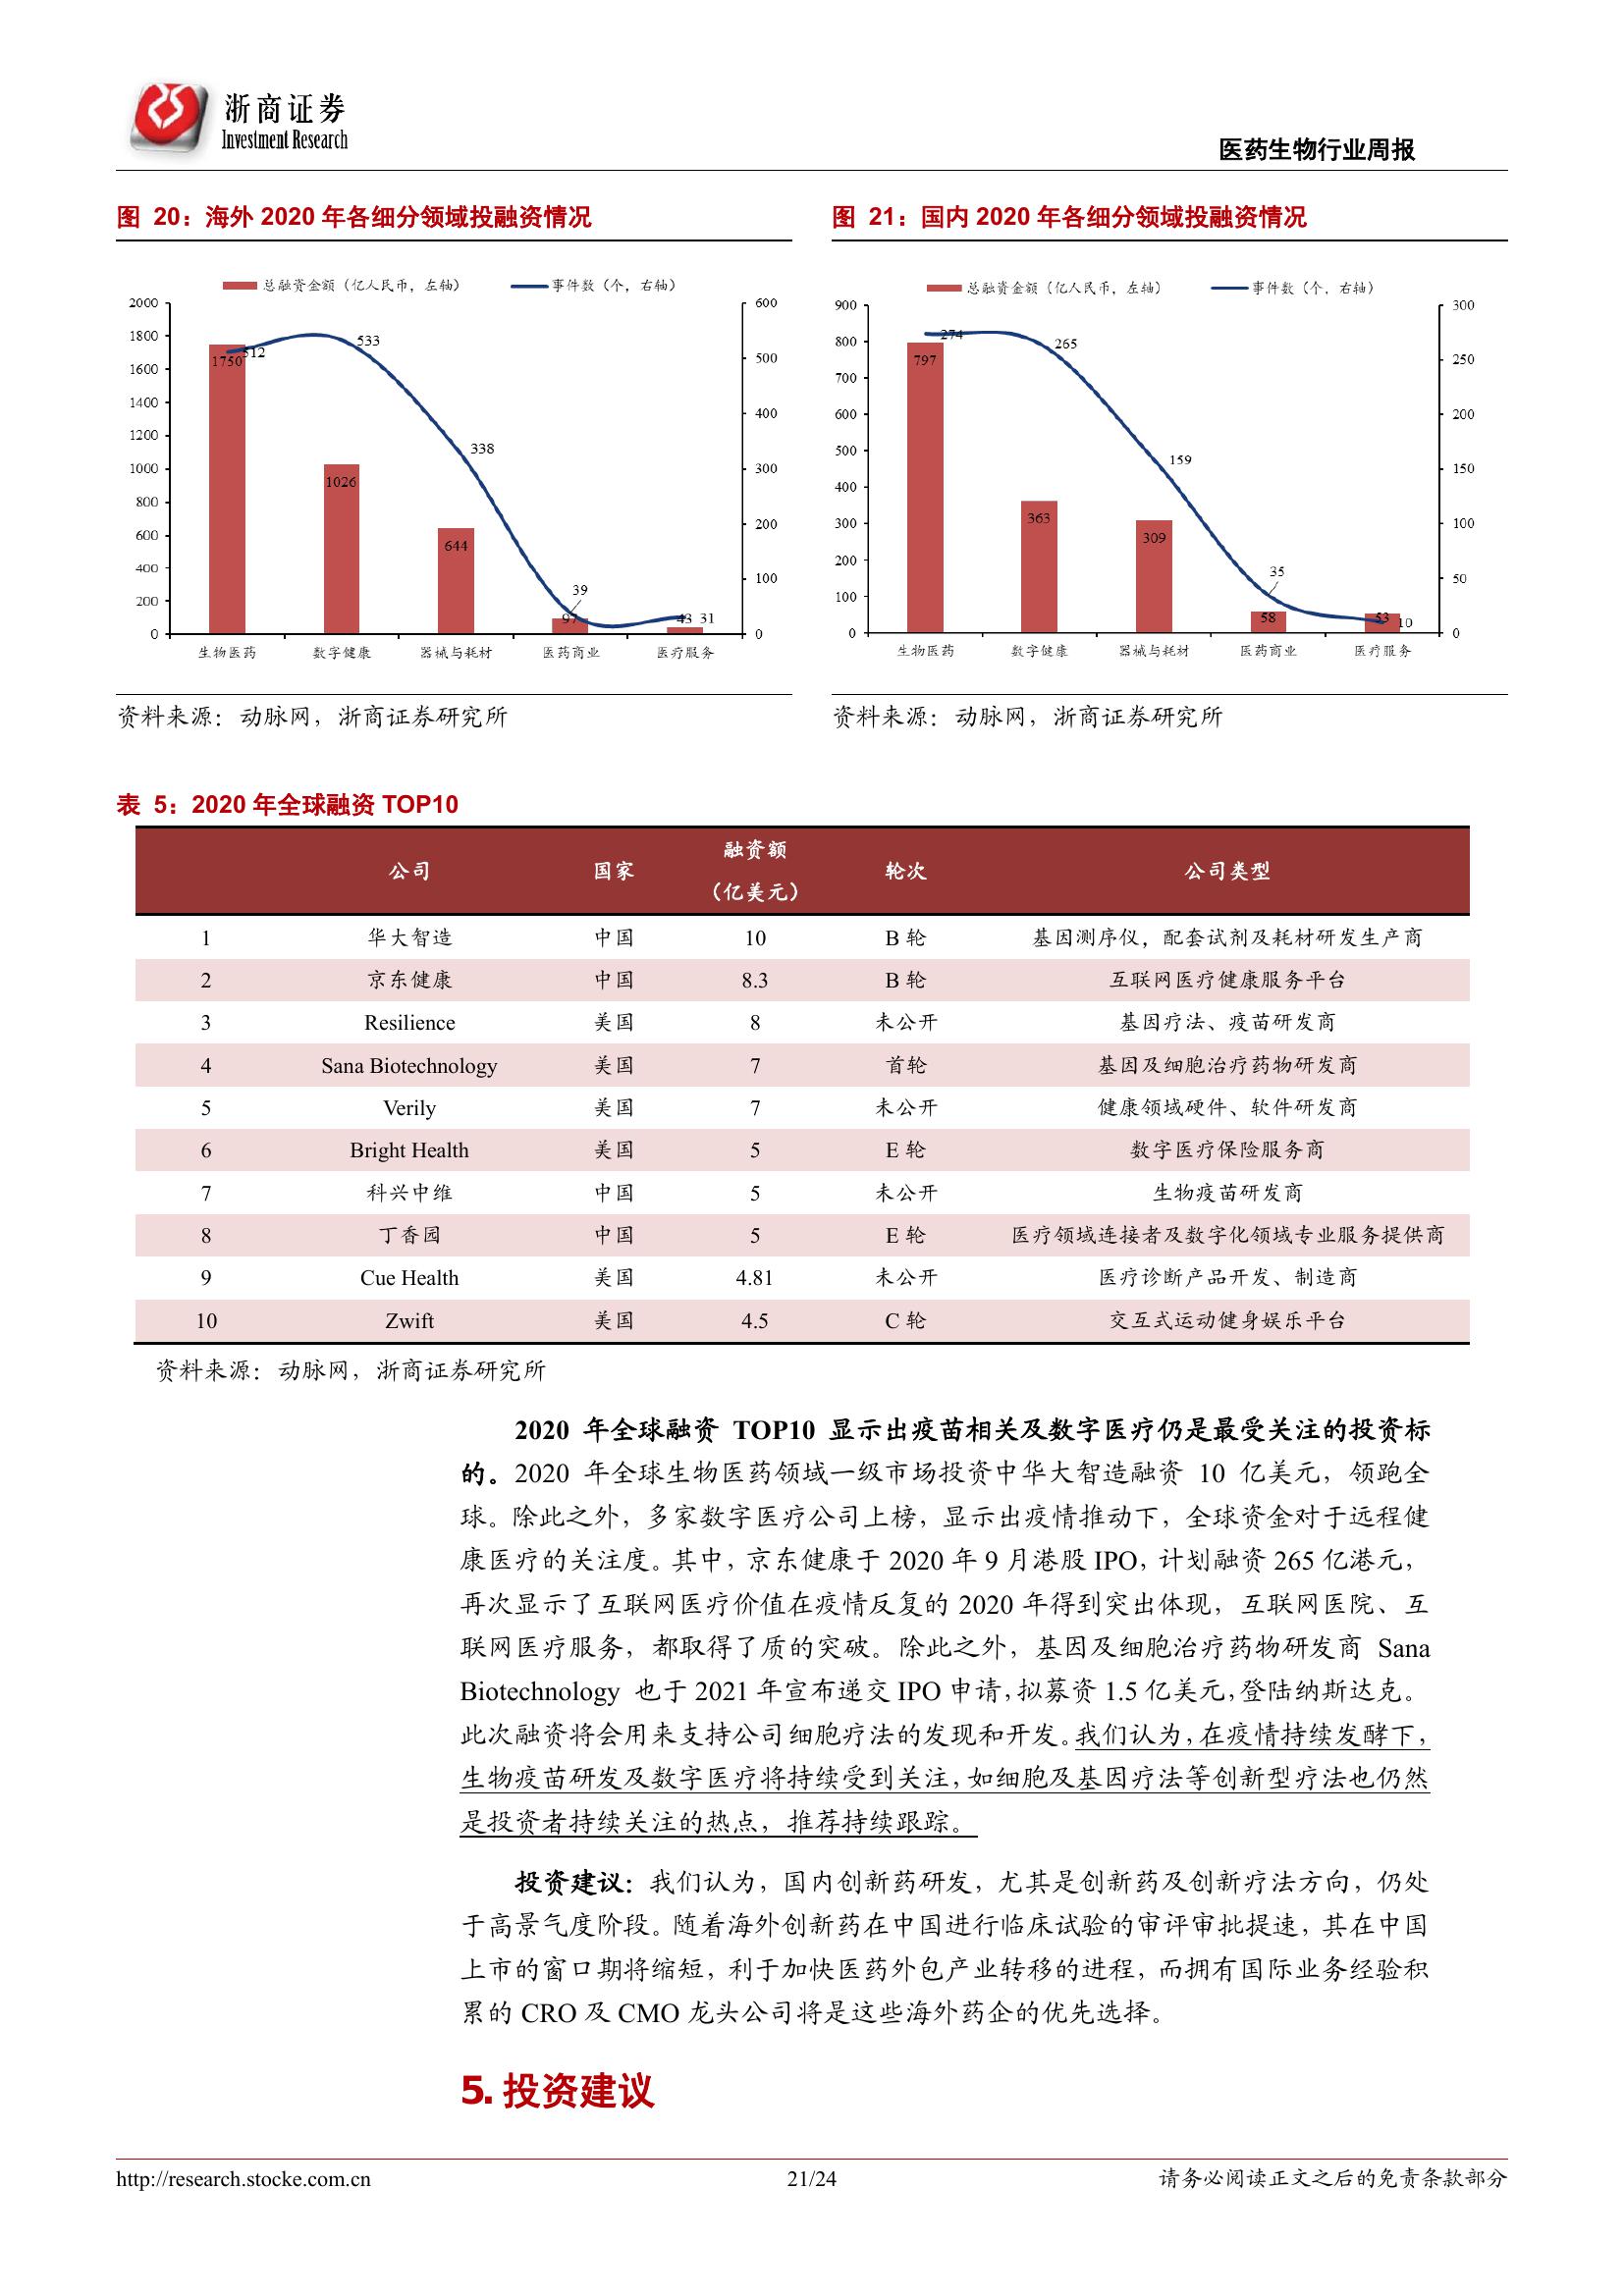 浙商证券
Investment Research
医药生物行业周报
图 20：海外 2020 年各细分领域投融资情况
总融资金额（亿人民币，左轴） 事件数（个，右轴）
2000
1800
1600
1400
1200
1000
800
600
400
200
0
600
500
400
300
200
100
0
1750
512
533
1026
338
644
39
97
43
31
生物医药 数字健康 器械与耗材 医药商业 医疗服务
资料来源：动脉网，浙商证券研究所
图 21：国内 2020 年各细分领域投融资情况
总融资金额（亿人民币，左轴） 事件数（个，右轴）
900
800
700
600
500
400
300
200
100
0
300
250
200
150
100
50
0
274
797
265
363
159
309
35
58
53
10
生物医药 数字健康 器械与耗材 医药商业 医疗服务
资料来源：动脉网，浙商证券研究所
表 5：2020 年全球融资 TOP10
公司 国家 融资额（亿美元） 轮次 公司类型
1 华大智造 中国 10 B 轮 基因测序仪，配套试剂及耗材研发生产商
2 京东健康 中国 8.3 B 轮 互联网医疗健康服务平台
3 Resilience 美国 8 未公开 基因疗法、疫苗研发商
4 Sana Biotechnology 美国 7 首轮 基因及细胞治疗药物研发商
5 Verily 美国 7 未公开 健康领域硬件、软件研发商
6 Bright Health 美国 5 E 轮 数字医疗保险服务商
7 科兴中维 中国 5 未公开 生物疫苗研发商
8 丁香园 中国 5 E 轮 医疗领域连接者及数字化领域专业服务提供商
9 Cue Health 美国 4.81 未公开 医疗诊断产品开发、制造商
10 Zwift 美国 4.5 C 轮 交互式运动健身娱乐平台
资料来源：动脉网，浙商证券研究所
2020 年全球融资 TOP10 显示出疫苗相关及数字医疗仍是最受关注的投资标
的。2020 年全球生物医药领域一级市场投资中华大智造融资 10 亿美元，领跑全
球。除此之外，多家数字医疗公司上榜，显示出疫情推动下，全球资金对于远程健
康医疗的关注度。其中，京东健康于 2020 年 9 月港股 IPO，计划融资 265 亿港元，
再次显示了互联网医疗价值在疫情反复的 2020 年得到突出体现，互联网医院、互
联网医疗服务，都取得了质的突破。除此之外，基因及细胞治疗药物研发商 Sana
Biotechnology 也于 2021 年宣布递交 IPO 申请，拟募资 1.5 亿美元，登陆纳斯达克。
此次融资将会用来支持公司细胞疗法的发现和开发。我们认为，在疫情持续发酵下，
生物疫苗研发及数字医疗将持续受到关注，如细胞及基因疗法等创新型疗法也仍然
是投资者持续关注的热点，推荐持续跟踪。
投资建议：我们认为，国内创新药研发，尤其是创新药及创新疗法方向，仍处
于高景气度阶段。随着海外创新药在中国进行临床试验的审评审批提速，其在中国
上市的窗口期将缩短，利于加快医药外包产业转移的进程，而拥有国际业务经验积
累的 CRO 及 CMO 龙头公司将是这些海外药企的优先选择。
5. 投资建议
http://research.stocke.com.cn 21/24 请务必阅读正文之后的免责条款部分